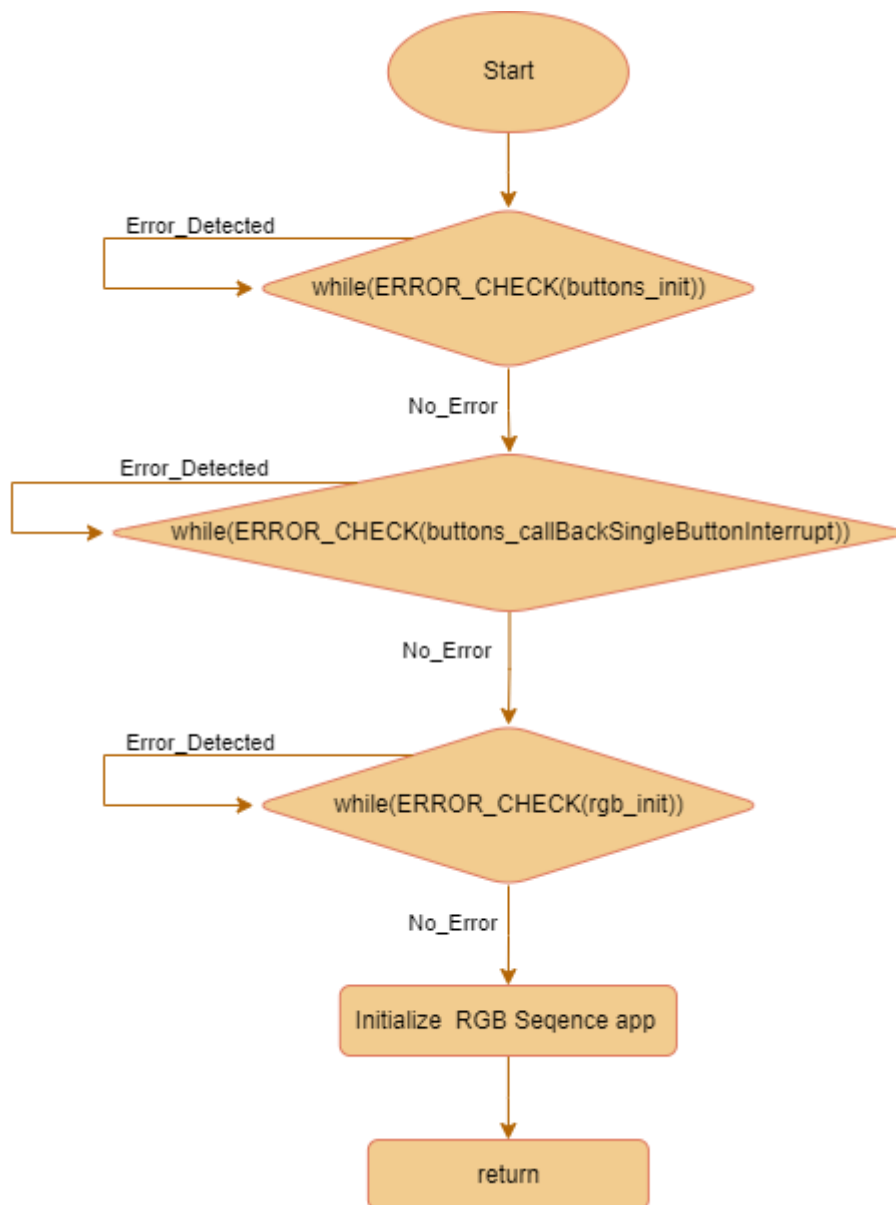 Start
Error_Detected
while(ERROR_CHECK(buttons_init))
No_Error
Error_Detected
while(ERROR_CHECK(buttons_callBackSingleButtonInterrupt))
No_Error
Error_Detected
while(ERROR_CHECK(rgb_init))
No_Error
Initialize  RGB Seqence app
return